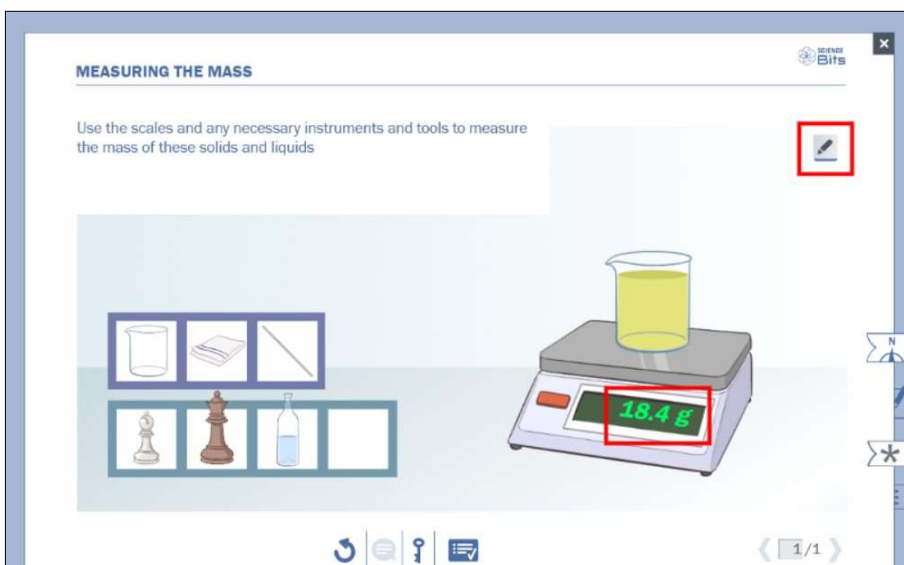 SCIENCE
Bits
×
MEASURING THE MASS
Use the scales and any necessary instruments and tools to measure
the mass of these solids and liquids
18.4 g
N
1/1